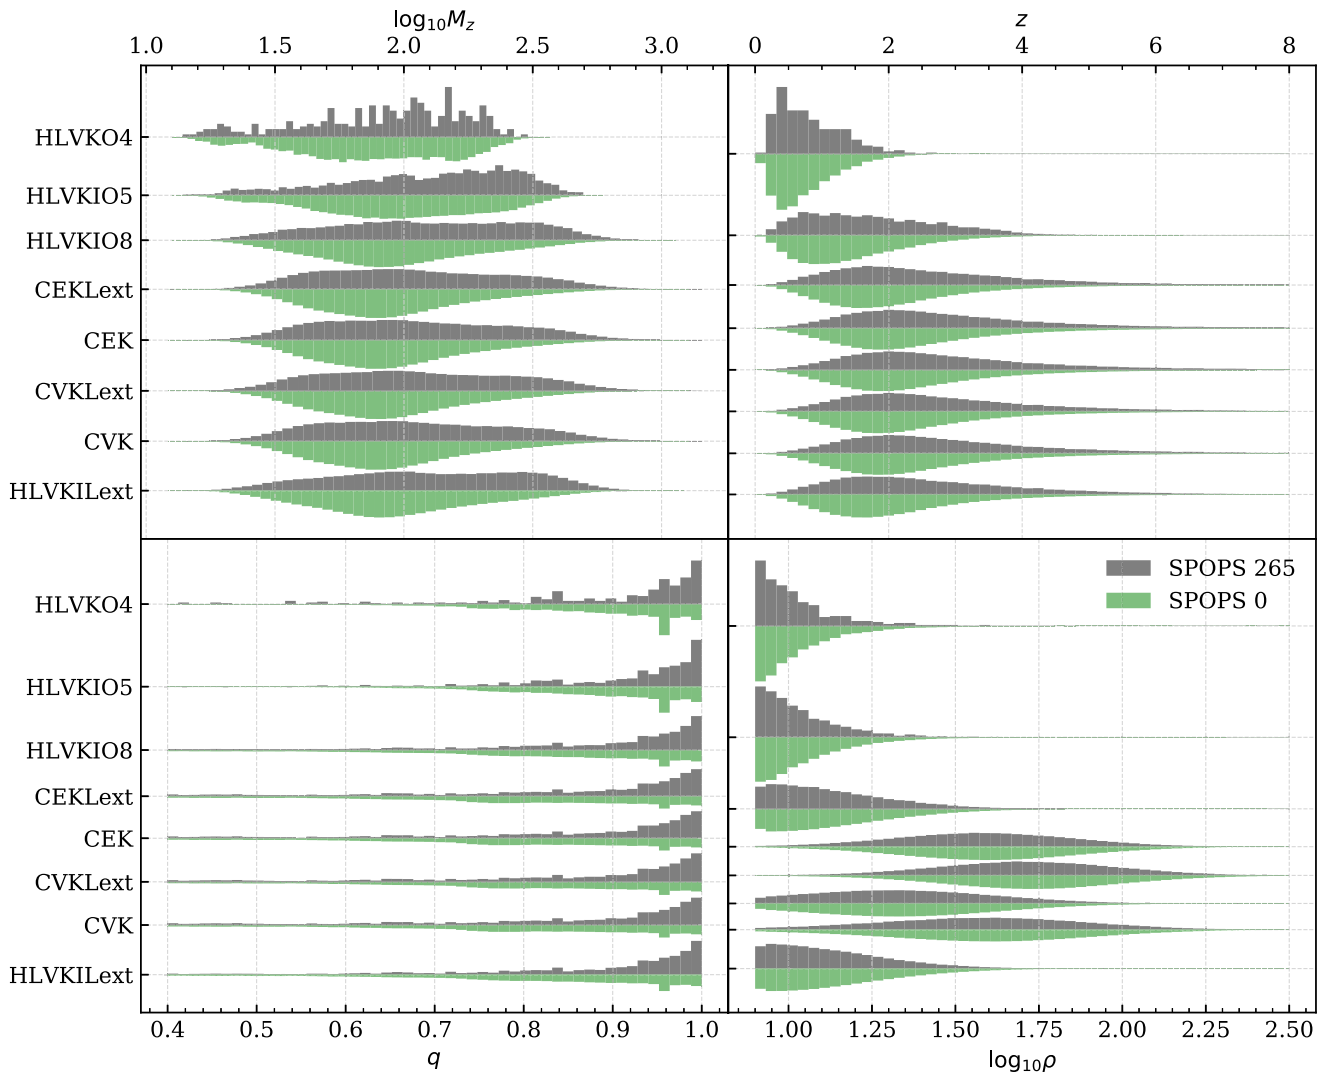 log₁₀M_z
z
1.0 1.5 2.0 2.5 3.0
0 2 4 6 8
HLVKO4
HLVKIO5
HLVKIO8
CEKLext
CEK
CVKLext
CVK
HLVKILext
HLVKO4
HLVKIO5
HLVKIO8
CEKLext
CEK
CVKLext
CVK
HLVKILext
SPOPS 265
SPOPS 0
0.4 0.5 0.6 0.7 0.8 0.9 1.0
1.00 1.25 1.50 1.75 2.00 2.25 2.50
q
log₁₀ρ